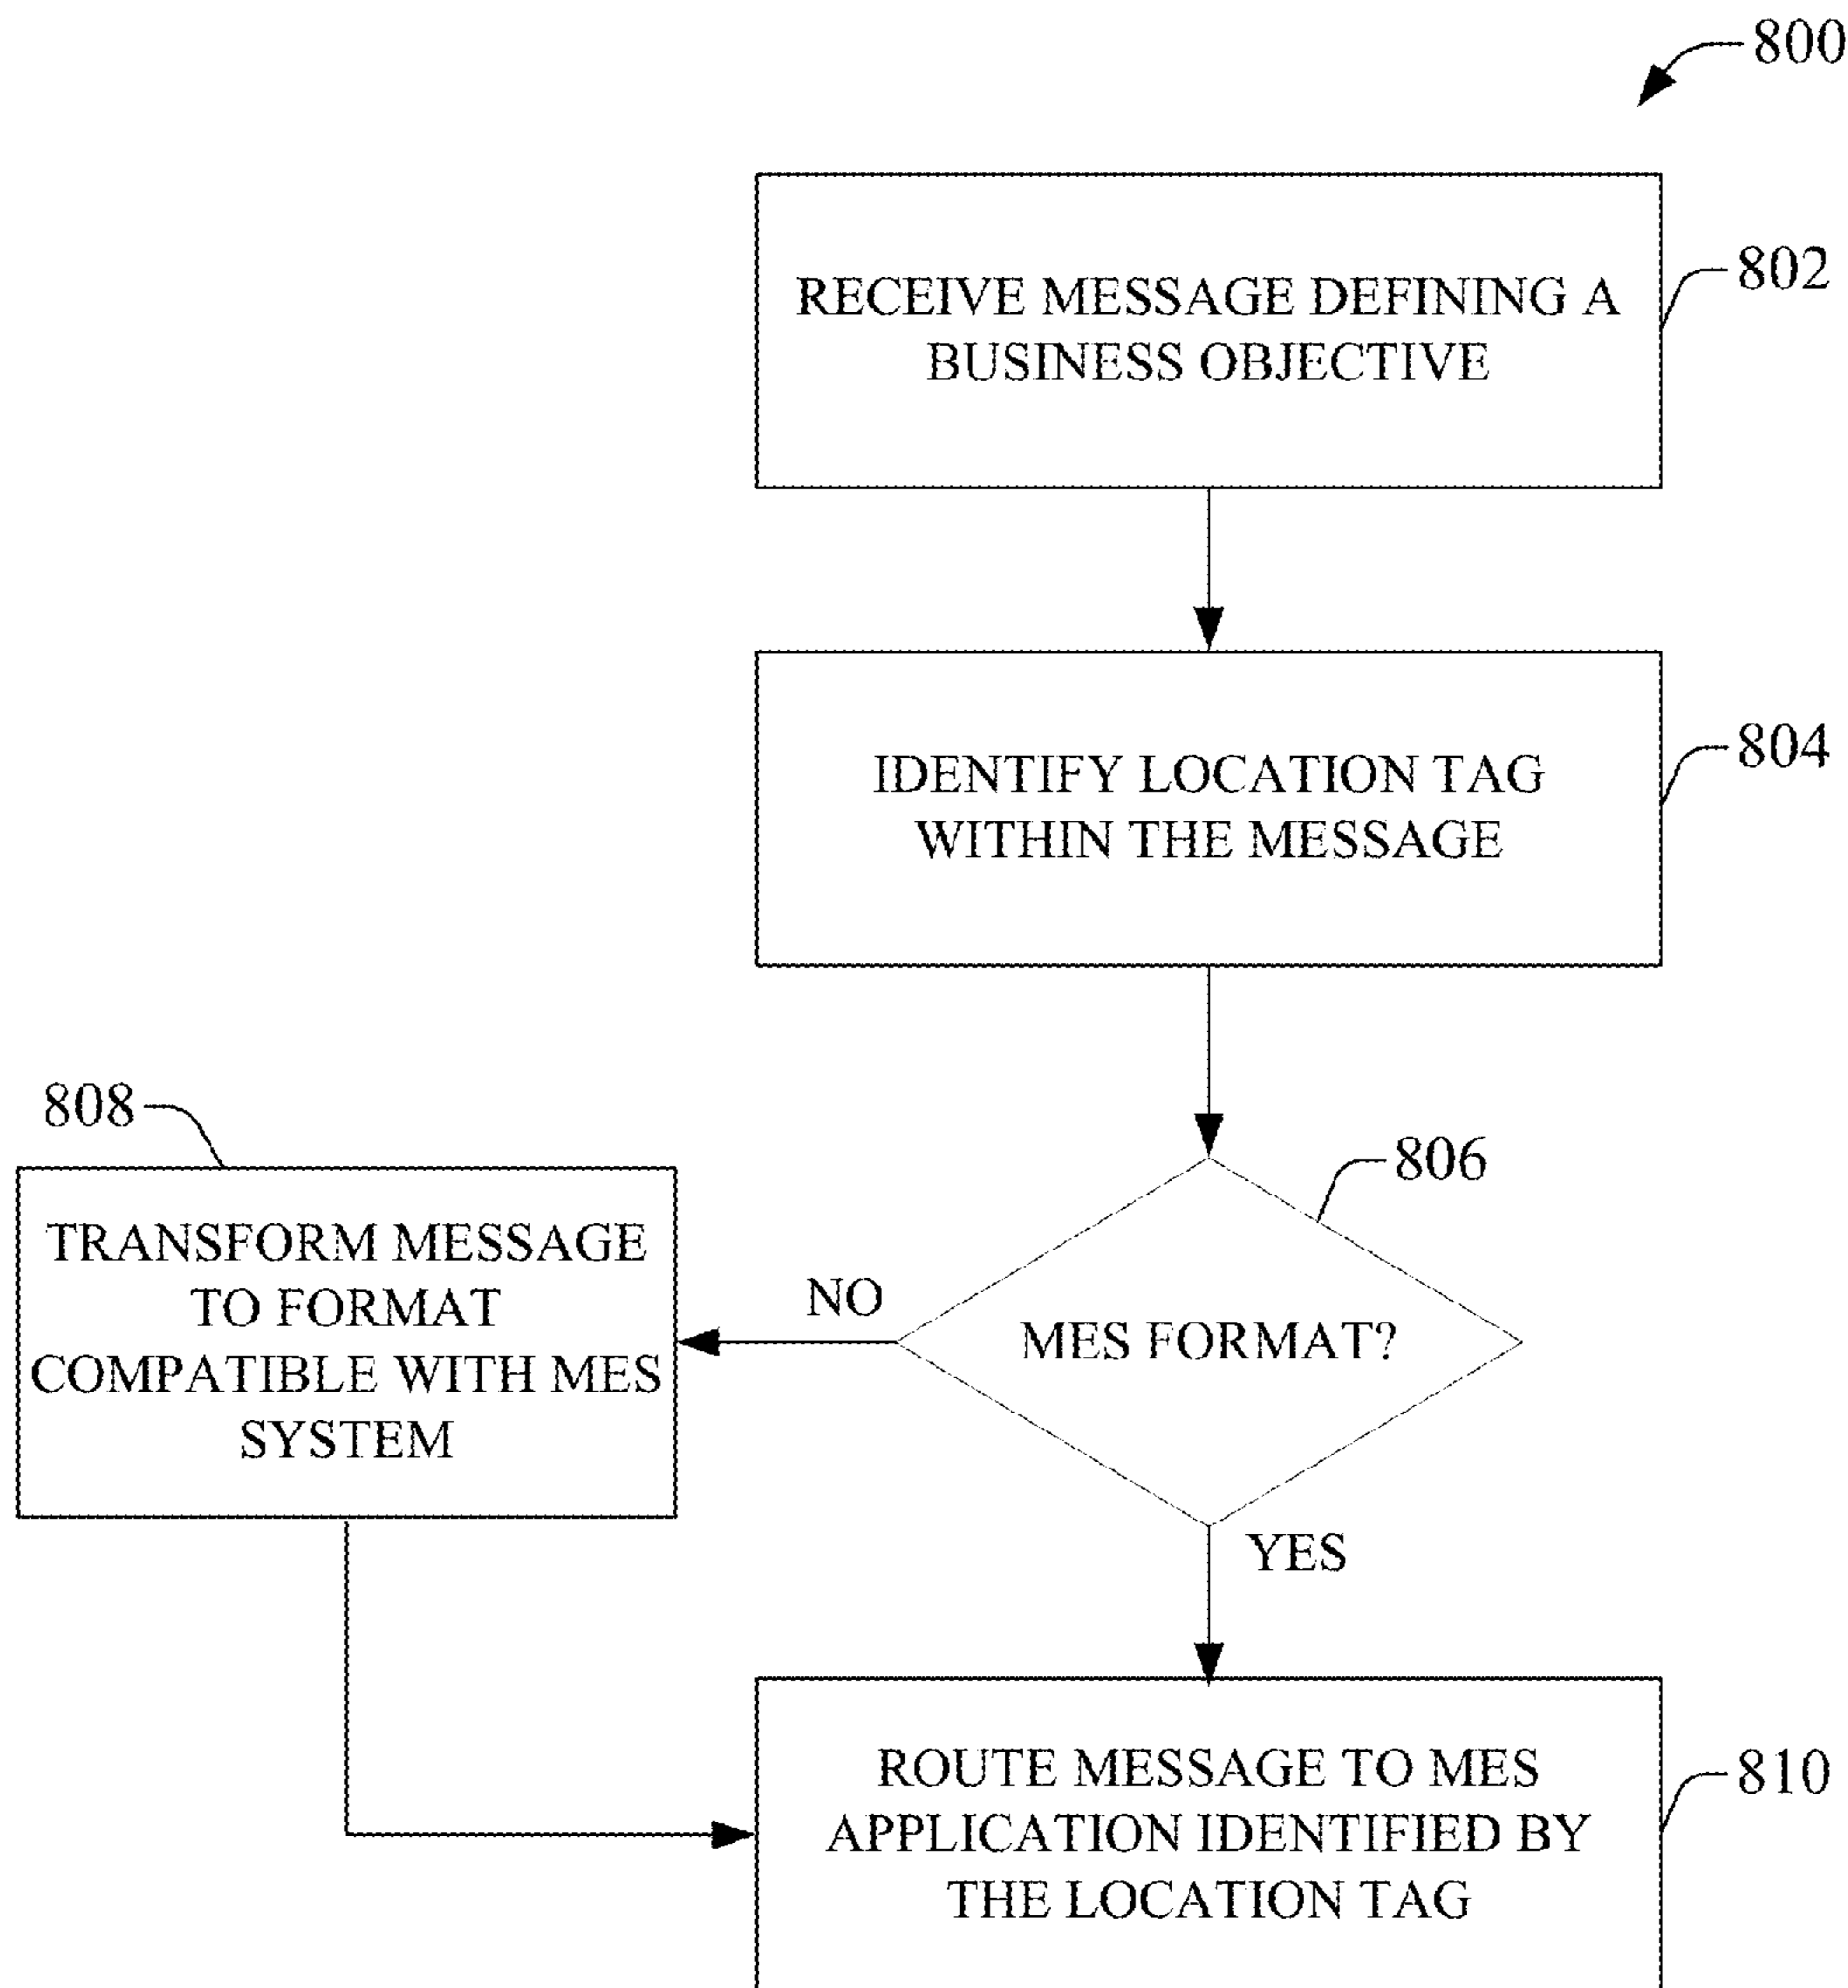 800
RECEIVE MESSAGE DEFINING A
BUSINESS OBJECTIVE
802
IDENTIFY LOCATION TAG
WITHIN THE MESSAGE
804
806
MES FORMAT?
NO
808
TRANSFORM MESSAGE
TO FORMAT
COMPATIBLE WITH MES
SYSTEM
YES
ROUTE MESSAGE TO MES
APPLICATION IDENTIFIED BY
THE LOCATION TAG
810